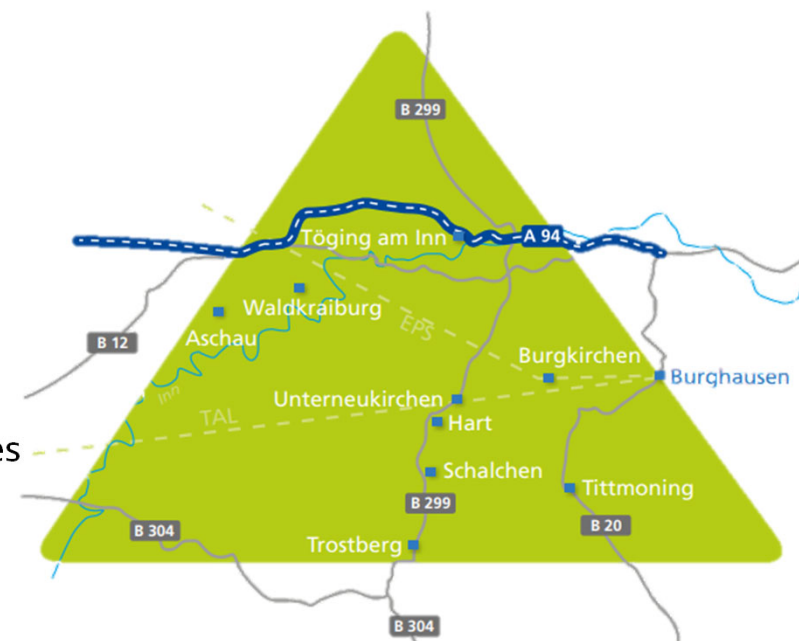 B 299
Töging am Inn
A 94
Waldkraiburg
Aschau
EPS
B 12
Burgkirchen
Burghausen
Inn
Unterneukirchen
TAL
Hart
es
Schalchen
Tittmoning
B 299
B 20
B 304
Trostberg
B 304